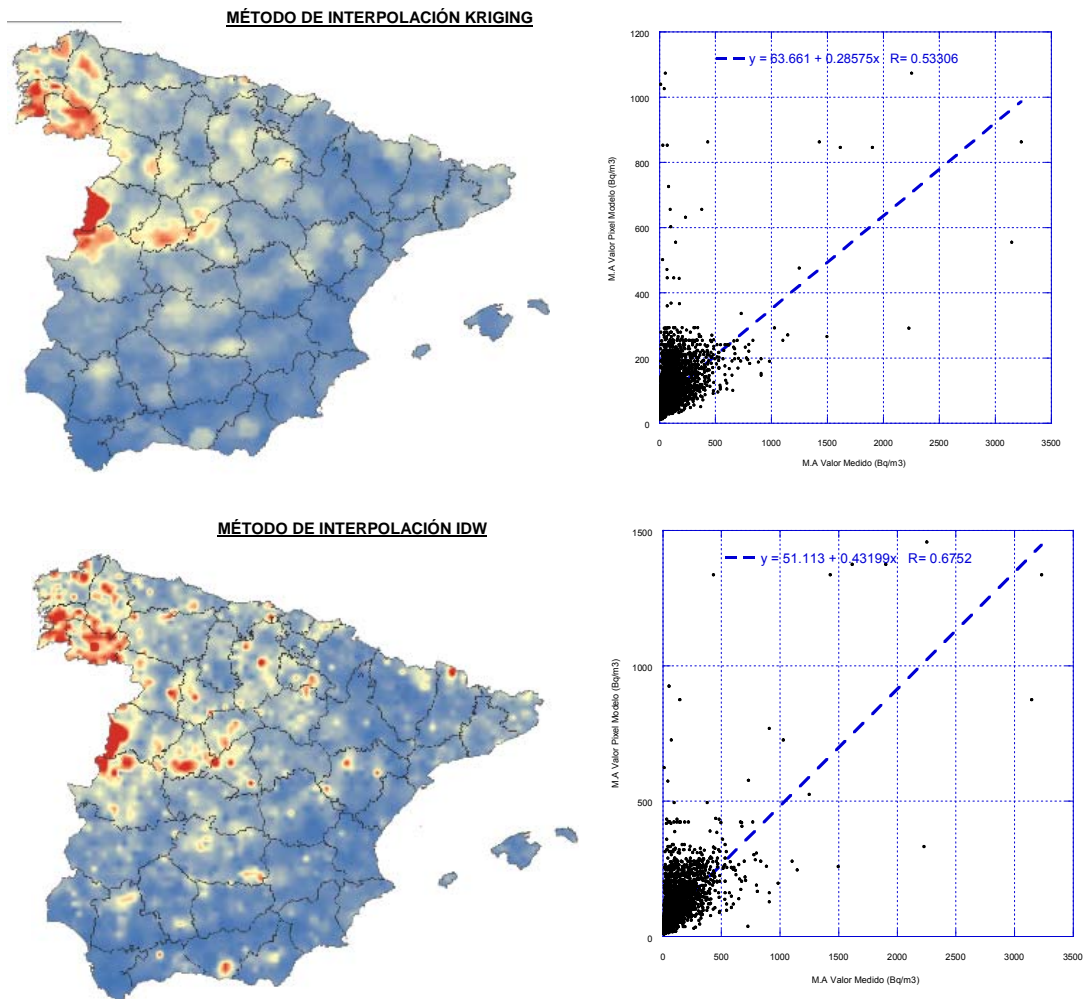 MÉTODO DE INTERPOLACIÓN KRIGING
1200
y = 63.661 + 0.28575x R= 0.53306
1000
800
M.A Valor Pixel Modelo (Bq/m3)
600
400
200
0
0 500 1000 1500 2000 2500 3000 3500
M.A Valor Medido (Bq/m3)
MÉTODO DE INTERPOLACIÓN IDW
1500
y = 51.113 + 0.43199x R= 0.6752
1000
M.A Valor Pixel Modelo (Bq/m3)
500
0
0 500 1000 1500 2000 2500 3000 3500
M.A Valor Medido (Bq/m3)